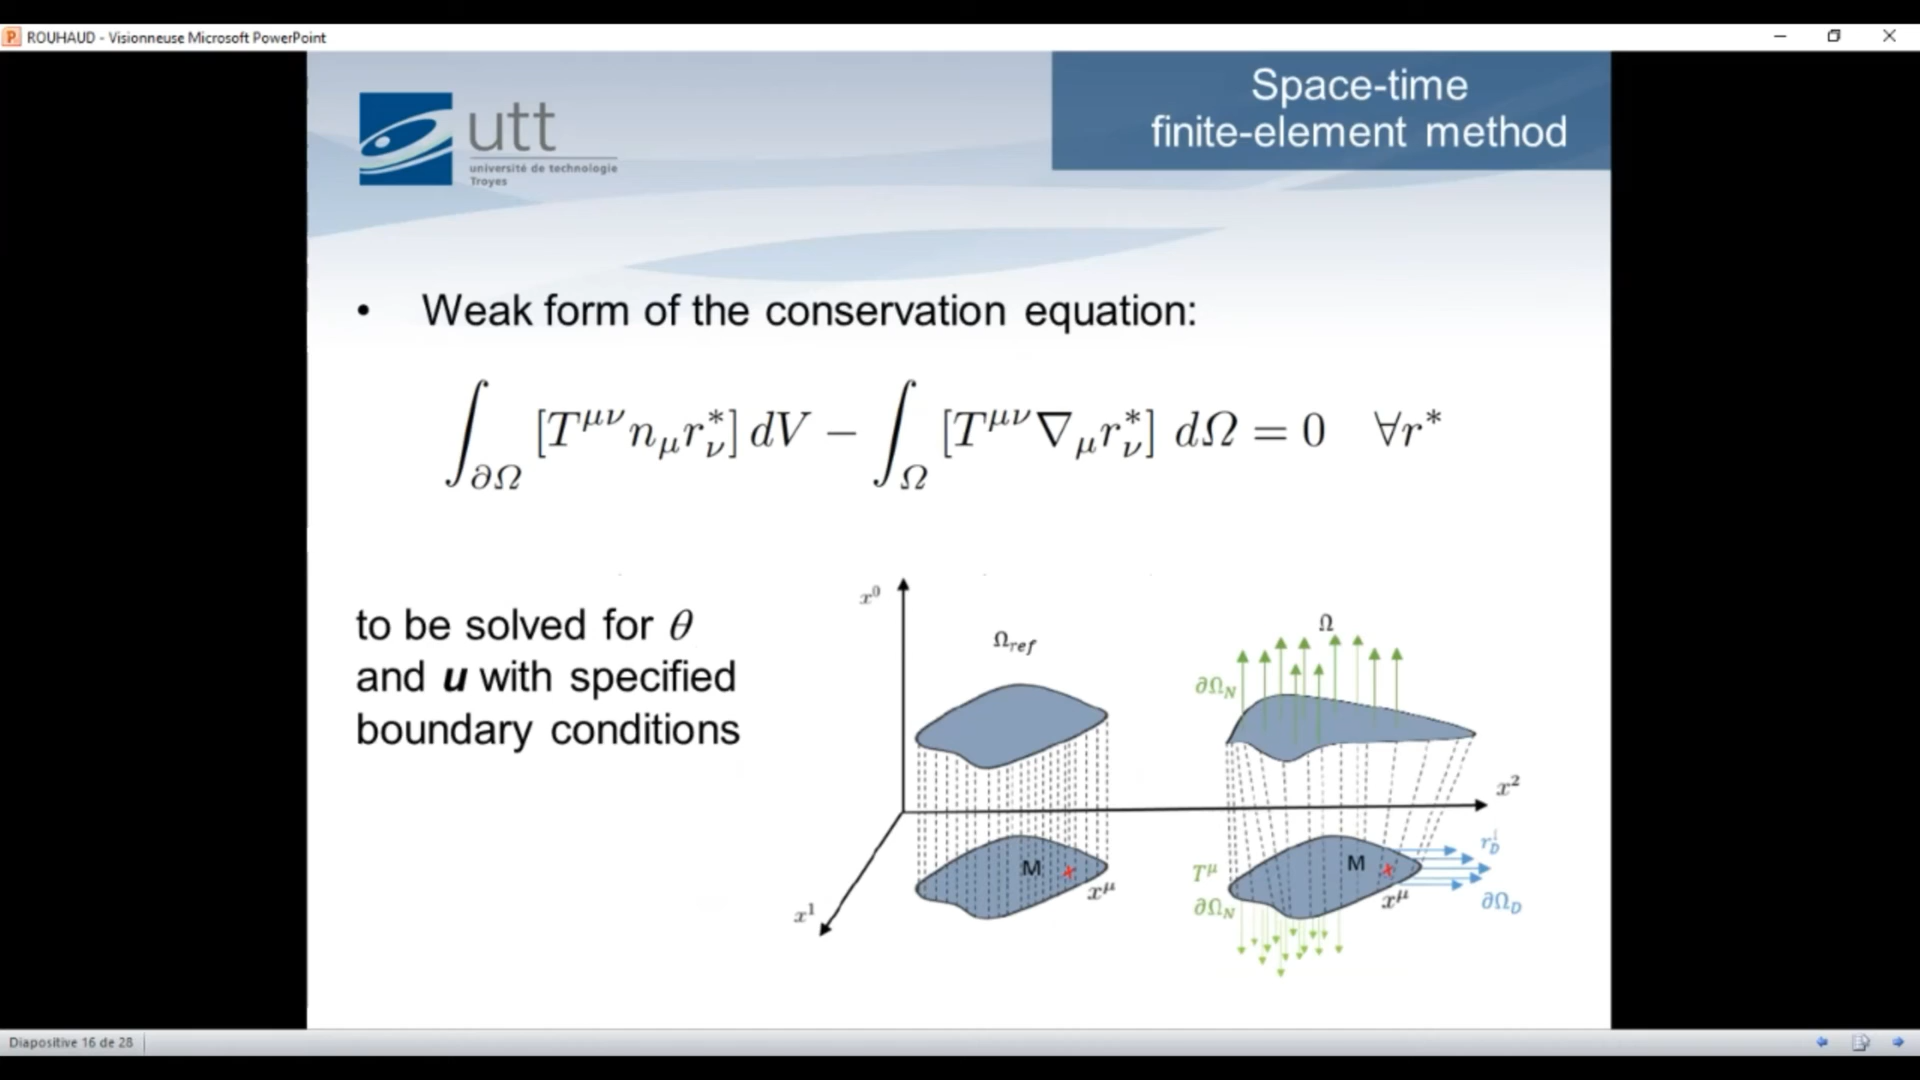 ROUHAUD - Visionneuse Microsoft PowerPoint
utt
université de technologie
Troyes
Space-time
finite-element method
• Weak form of the conservation equation:
∫_{∂Ω} [T^{μν} n_μ r*_ν] dV − ∫_Ω [T^{μν} ∇_μ r*_ν] dΩ = 0 ∀r*
to be solved for θ
and u with specified
boundary conditions
x⁰
Ω_ref
Ω
∂Ω_N
x²
M
x^μ
x¹
T^μ
∂Ω_N
M
x^μ
r_D^i
∂Ω_D
Diapositive 16 de 28